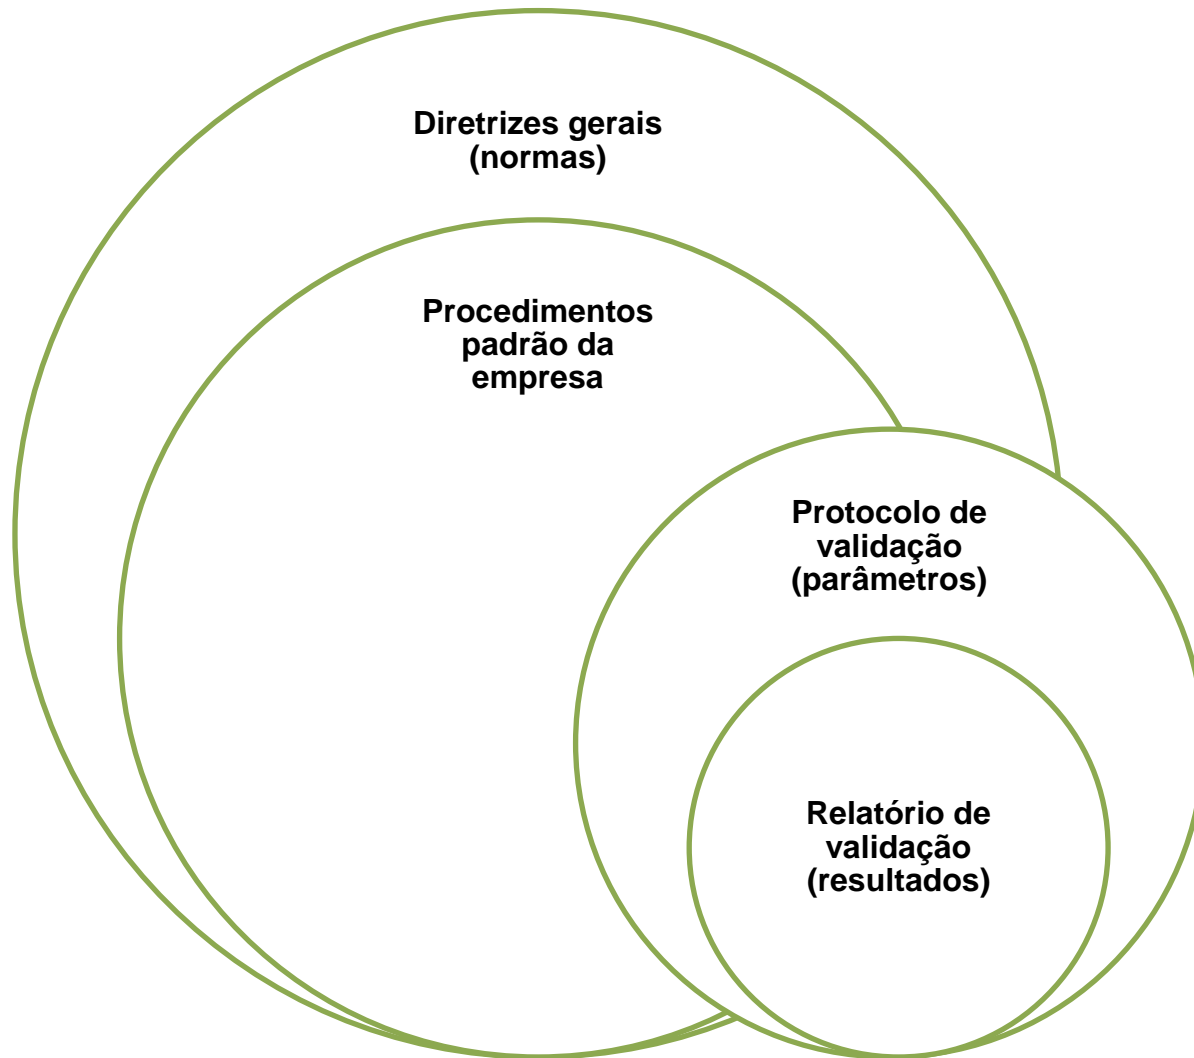 Diretrizes gerais
(normas)
Procedimentos
padrão da
empresa
Protocolo de
validação
(parâmetros)
Relatório de
validação
(resultados)